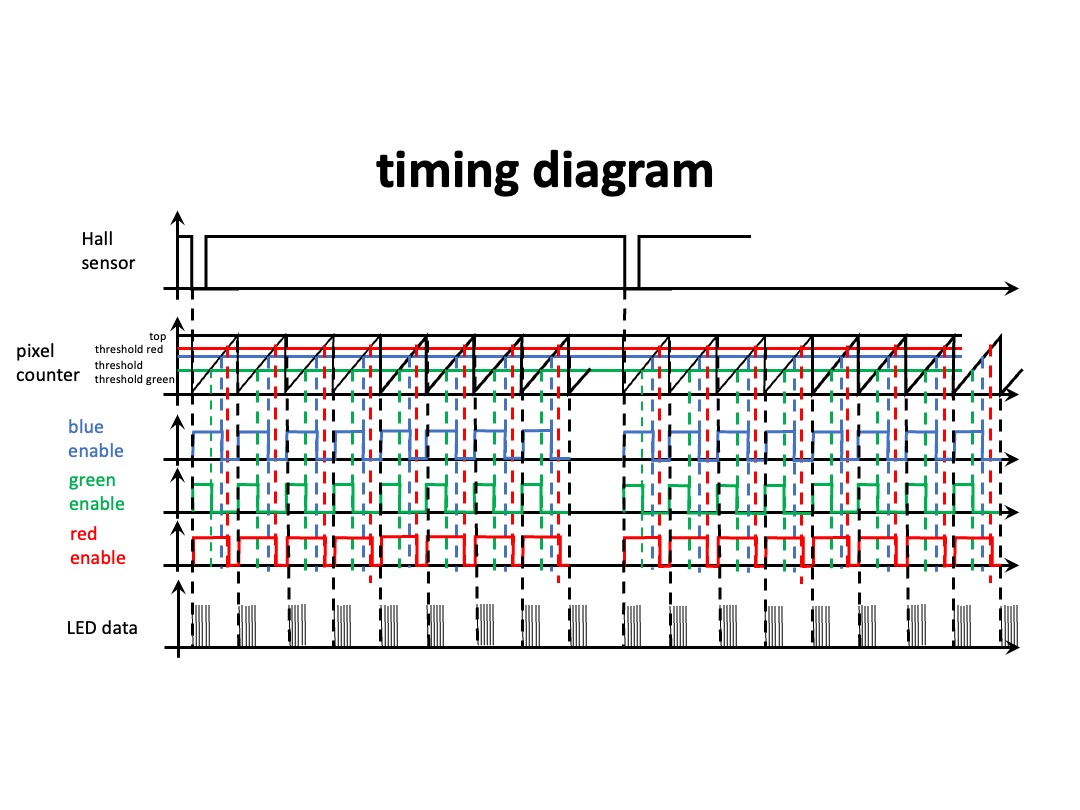 timing diagram
Hall
sensor
pixel
counter
top
threshold red
threshold
threshold green
blue
enable
green
enable
red
enable
LED data